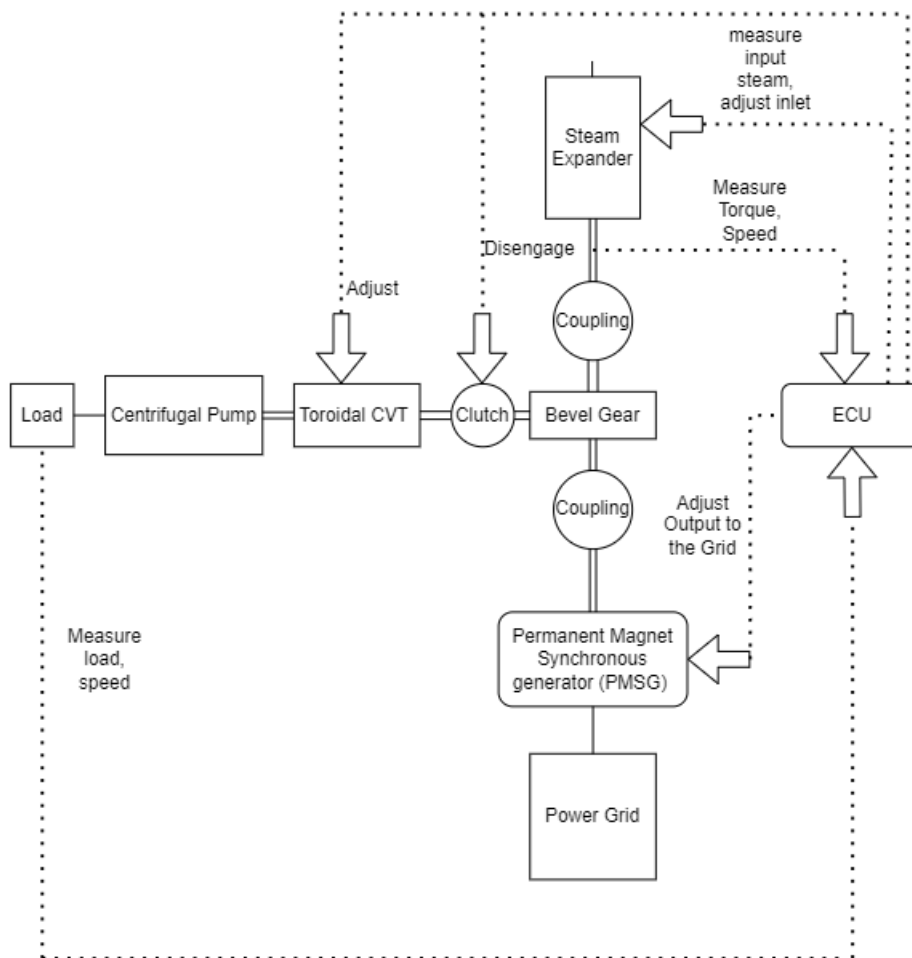 measure
input
steam,
adjust inlet
Steam
Expander
Measure
Torque,
Speed
Disengage
Adjust
Coupling
Load
Centrifugal Pump
Toroidal CVT
Clutch
Bevel Gear
ECU
Coupling
Adjust
Output to
the Grid
Measure
load,
speed
Permanent Magnet
Synchronous
generator (PMSG)
Power Grid